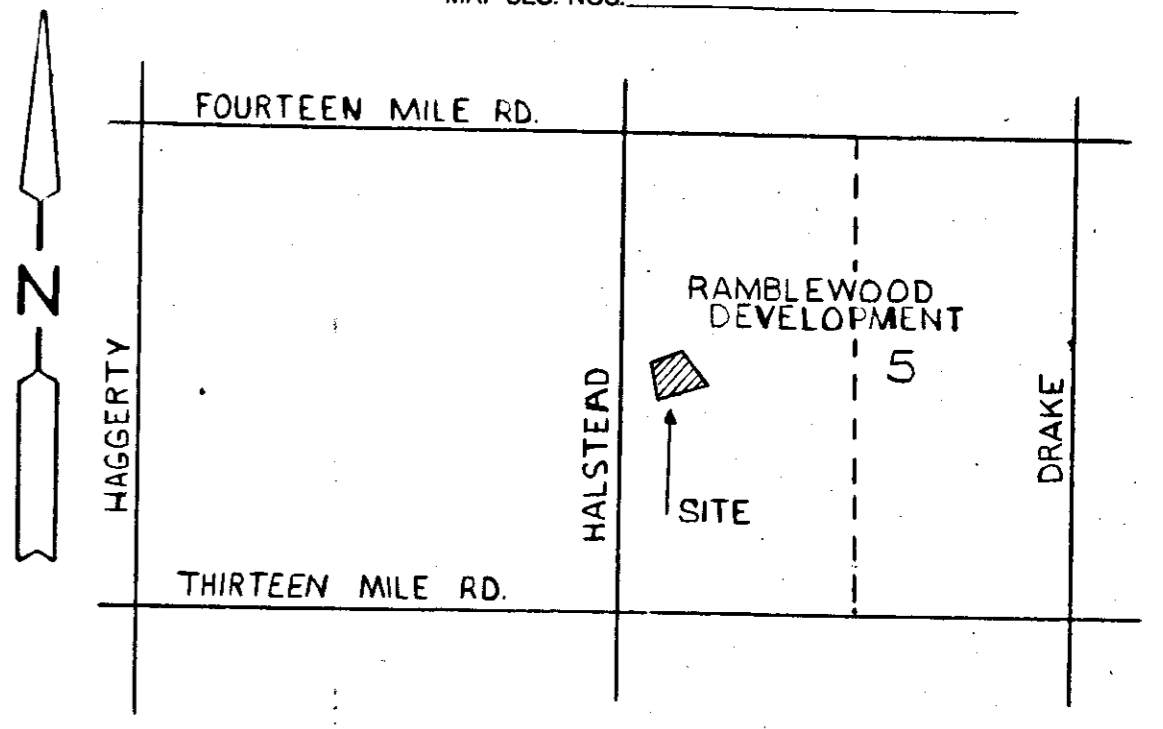 FOURTEEN MILE RD.
N
RAMBLEWOOD
DEVELOPMENT
5
HAGGERTY
HALSTEAD
DRAKE
SITE
THIRTEEN MILE RD.